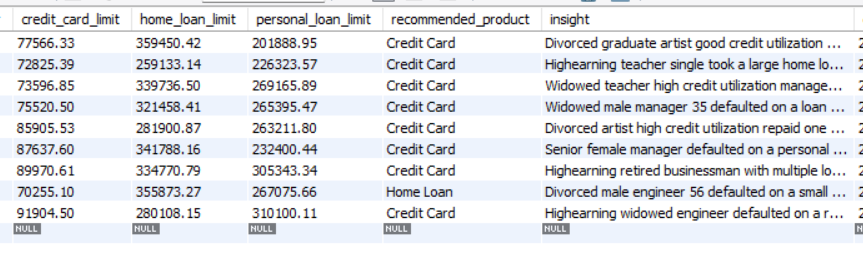 credit_card_limit home_loan_limit personal_loan_limit recommended_product insight
77566.33 359450.42 201888.95 Credit Card Divorced graduate artist good credit utilization ...
72825.39 259133.14 226323.57 Credit Card Highearning teacher single took a large home lo...
73596.85 339736.50 269165.89 Credit Card Widowed teacher high credit utilization manage...
75520.50 321458.41 265395.47 Credit Card Widowed male manager 35 defaulted on a loan ...
85905.53 281900.87 263211.80 Credit Card Divorced artist high credit utilization repaid one ...
87637.60 341788.16 232400.44 Credit Card Senior female manager defaulted on a personal ...
89970.61 334770.79 305343.34 Credit Card Highearning retired businessman with multiple lo...
70255.10 355873.27 267075.66 Home Loan Divorced male engineer 56 defaulted on a small ...
91904.50 280108.15 310100.11 Credit Card Highearning widowed engineer defaulted on a r...
NULL NULL NULL NULL NULL